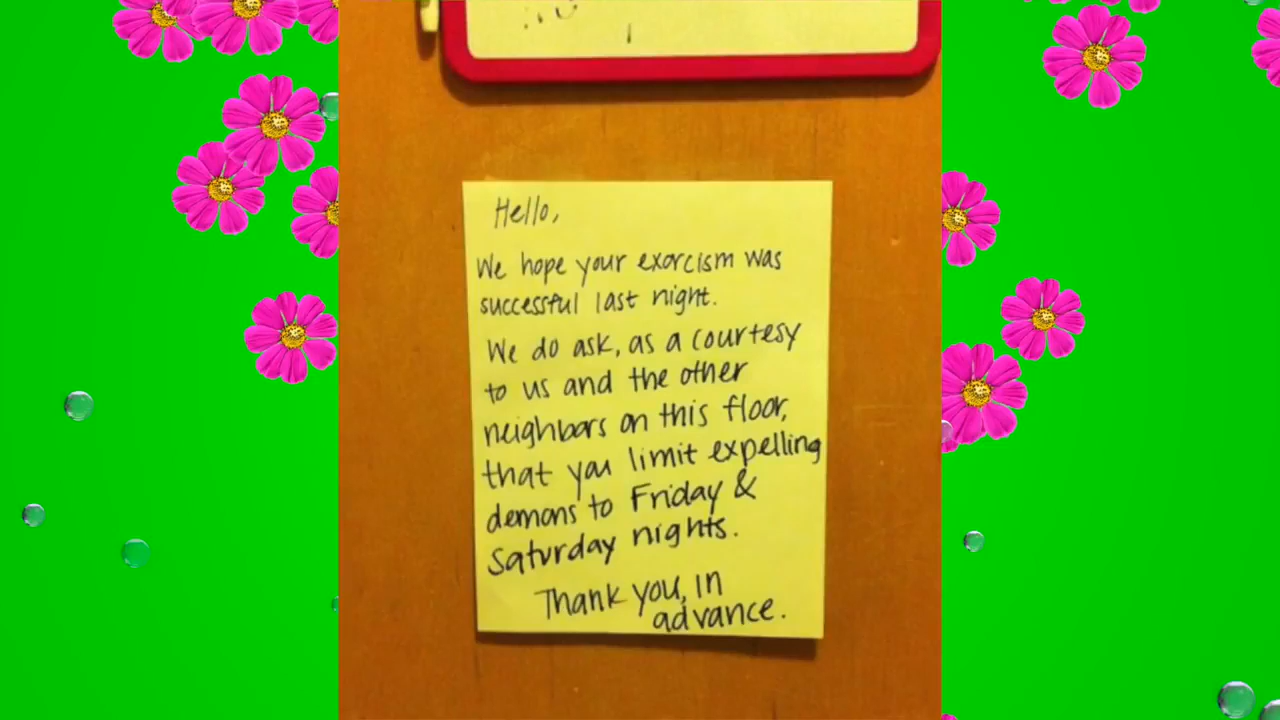 Hello,
We hope your exorcism was
successful last night.
We do ask, as a courtesy
to us and the other
neighbors on this floor,
that you limit expelling
demons to Friday &
Saturday nights.
Thank you, in
advance.